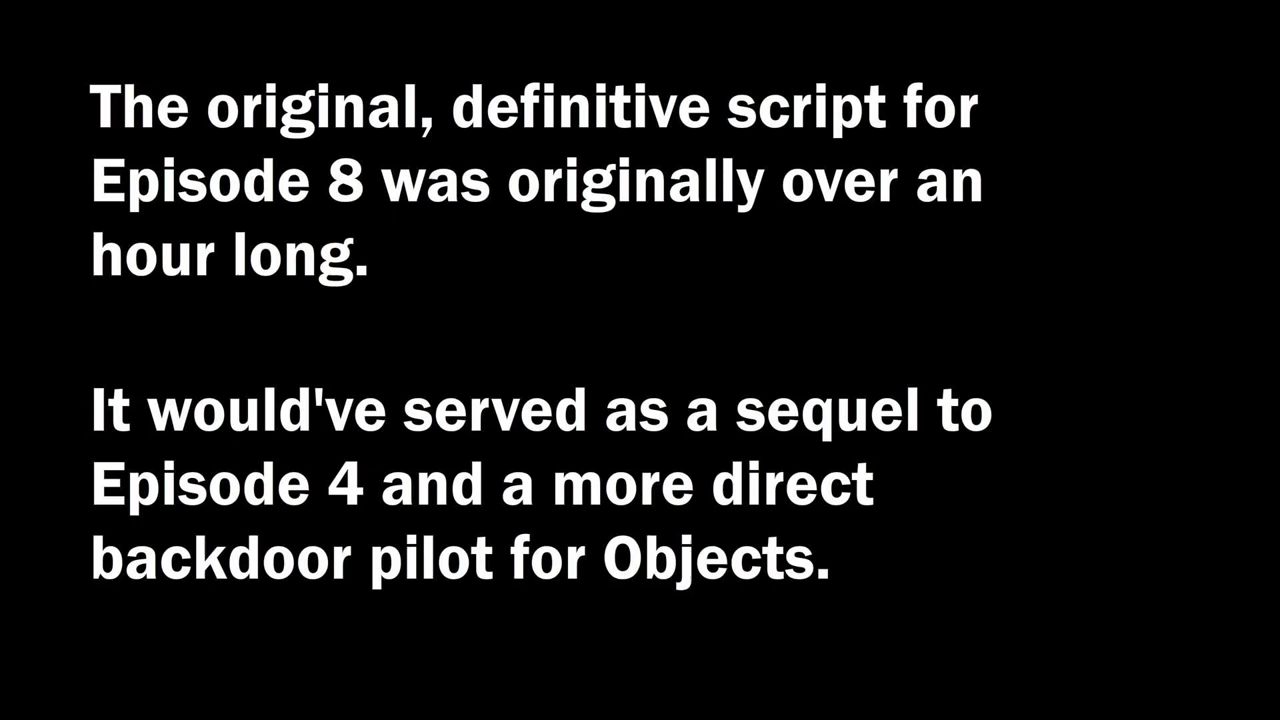 The original, definitive script for
Episode 8 was originally over an
hour long.
It would've served as a sequel to
Episode 4 and a more direct
backdoor pilot for Objects.